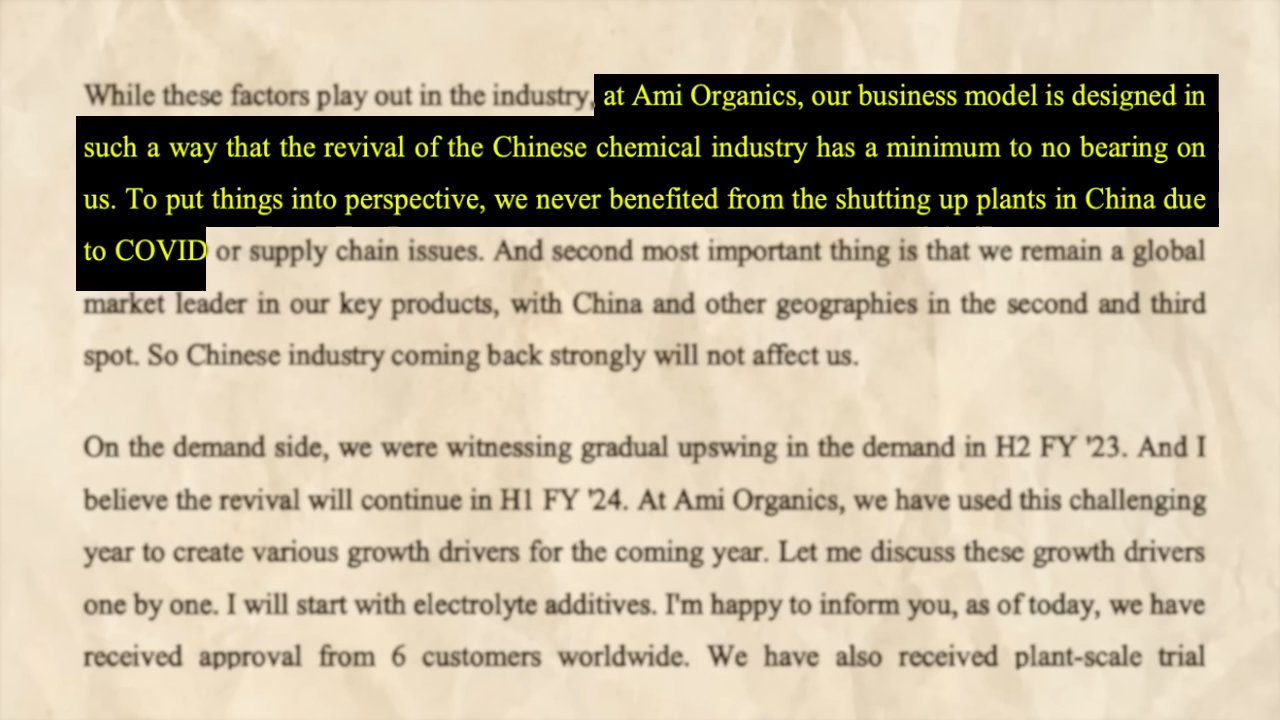 While these factors play out in the industry, at Ami Organics, our business model is designed in
such a way that the revival of the Chinese chemical industry has a minimum to no bearing on
us. To put things into perspective, we never benefited from the shutting up plants in China due
to COVID or supply chain issues. And second most important thing is that we remain a global
market leader in our key products, with China and other geographies in the second and third
spot. So Chinese industry coming back strongly will not affect us.
On the demand side, we were witnessing gradual upswing in the demand in H2 FY '23. And I
believe the revival will continue in H1 FY '24. At Ami Organics, we have used this challenging
year to create various growth drivers for the coming year. Let me discuss these growth drivers
one by one. I will start with electrolyte additives. I'm happy to inform you, as of today, we have
received approval from 6 customers worldwide. We have also received plant-scale trial